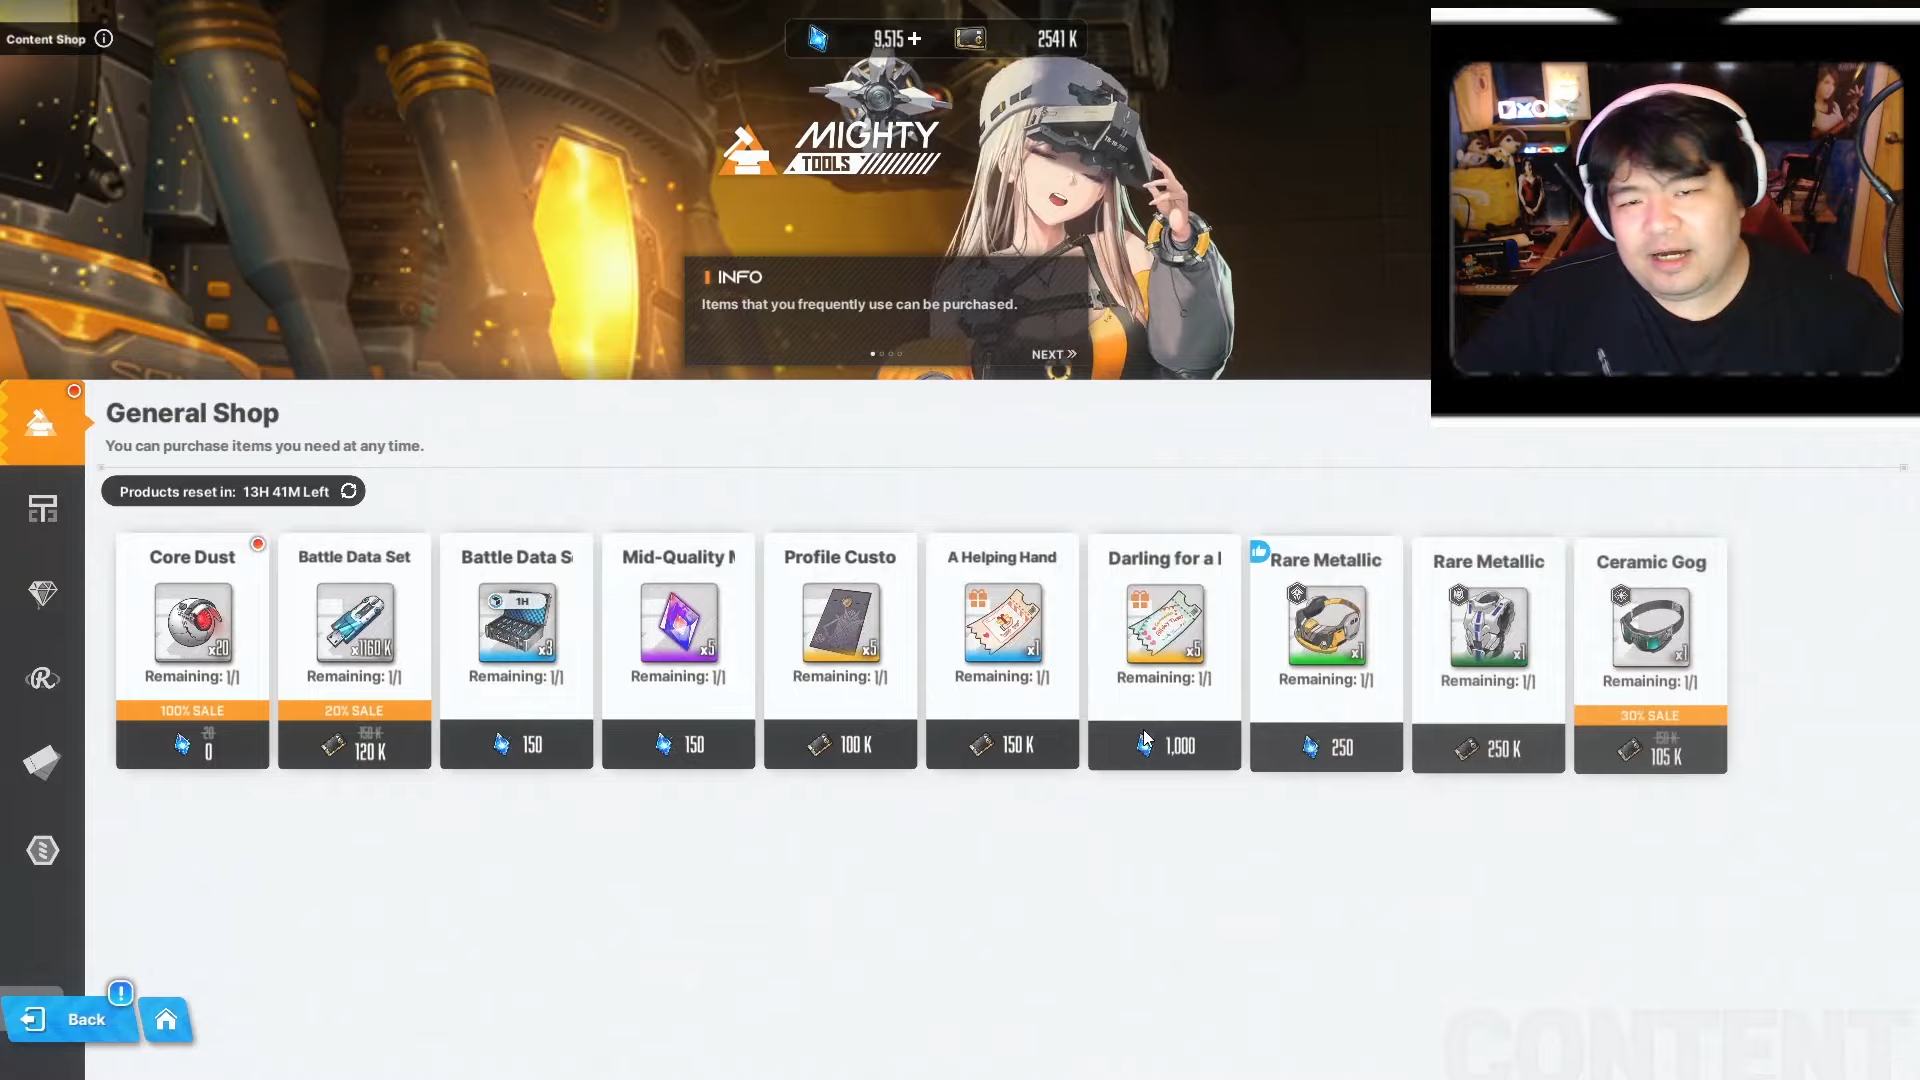 Content Shop
9,515 +
2541 K
MIGHTY
TOOLS
INFO
Items that you frequently use can be purchased.
NEXT
General Shop
You can purchase items you need at any time.
Products reset in: 13H 41M Left
Core Dust
x20
Remaining: 1/1
100% SALE
20
0
Battle Data Set
x1160 K
Remaining: 1/1
20% SALE
150 K
120 K
Battle Data S
1H
x3
Remaining: 1/1
150
Mid-Quality
x5
Remaining: 1/1
150
Profile Custo
x5
Remaining: 1/1
100 K
A Helping Hand
x1
Remaining: 1/1
150 K
Darling for a
x5
Remaining: 1/1
1,000
Rare Metallic
x1
Remaining: 1/1
250
Rare Metallic
x1
Remaining: 1/1
250 K
Ceramic Gog
x1
Remaining: 1/1
30% SALE
150 K
105 K
Back
CONTENT